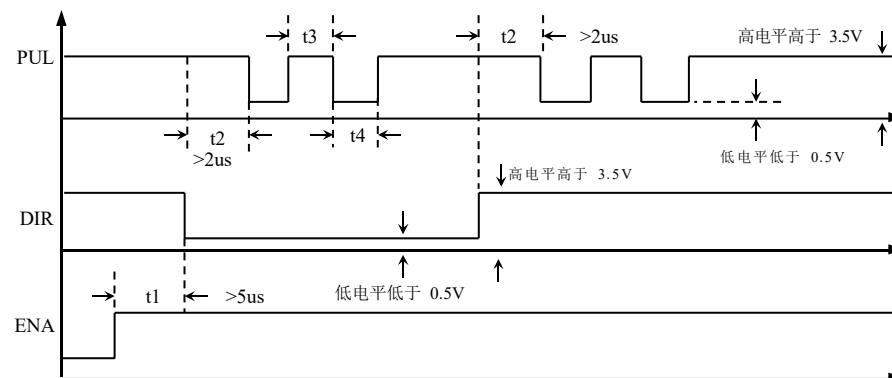 t3
t2
>2us
高电平高于 3.5V
PUL
t2
t4
>2us
低电平低于 0.5V
高电平高于 3.5V
DIR
t1
>5us
低电平低于 0.5V
ENA